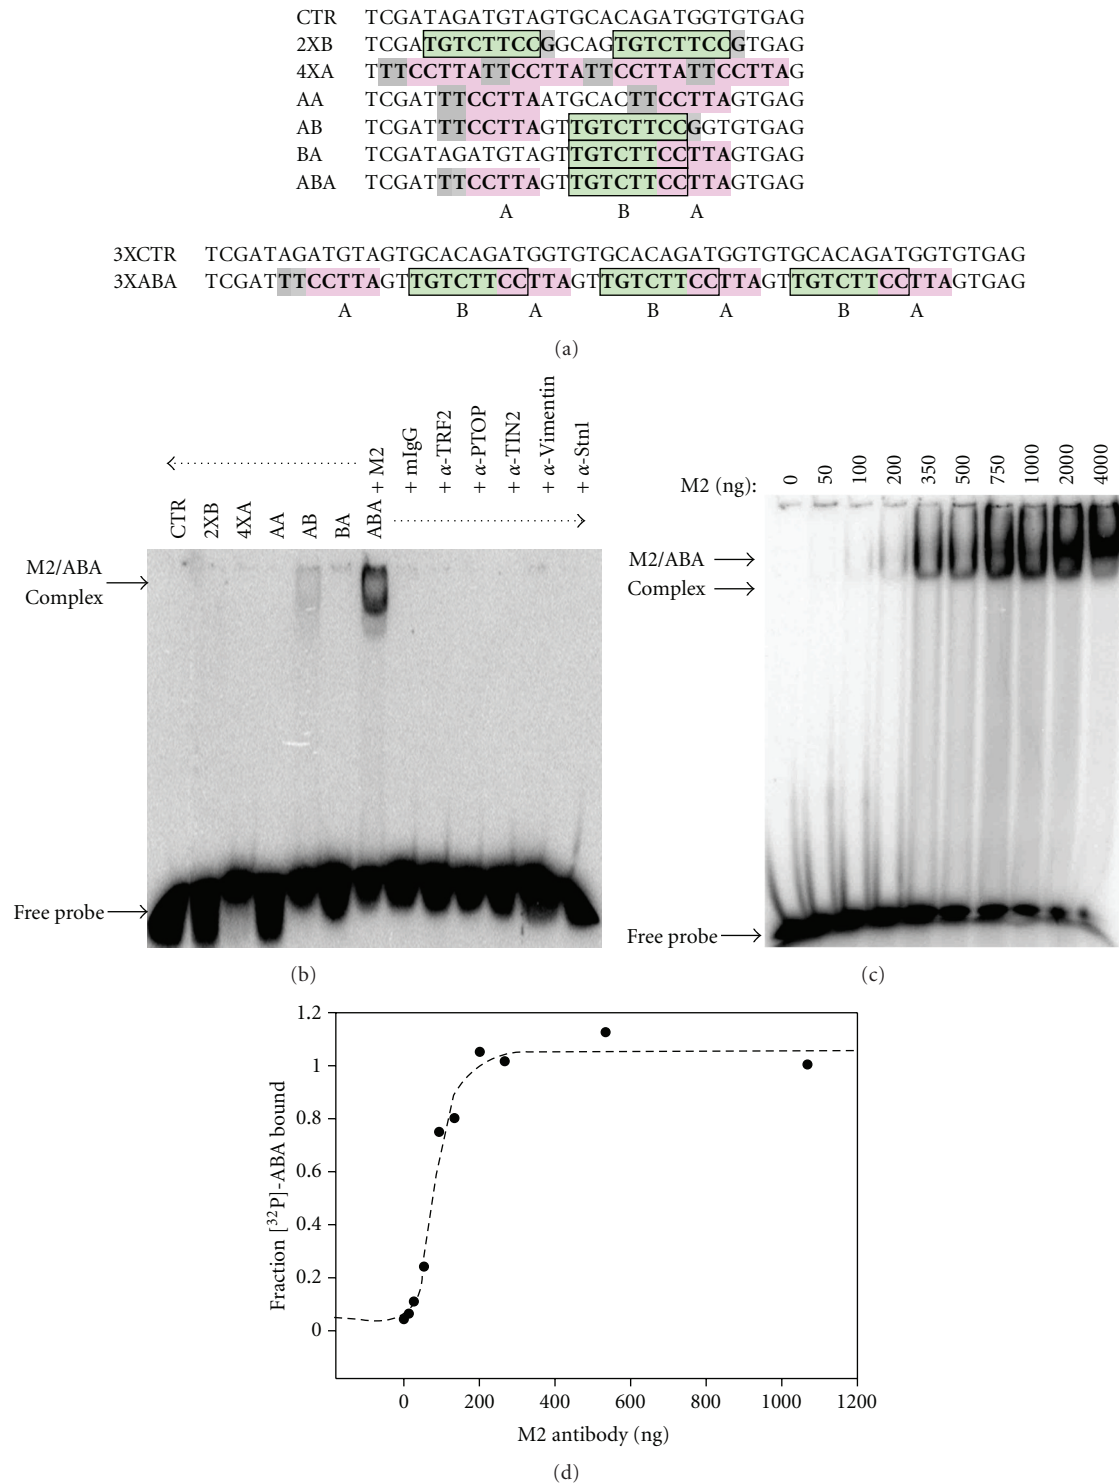 CTR TCGATAGATGTAGTGCACAGATGGTGTGAG
2XB TCGATGTCTTCCGGCAGTGTCTTCCGTGAG
4XA TTTCCTTATTCCTTATTCCTTATTCCTTAG
AA TCGATTTCCTTAATGCACTTCCTTAGTGAG
AB TCGATTTCCTTAGTTGTCTTCCGGTGTGAG
BA TCGATAGATGTAGTTGTCTTCCTTAGTGAG
ABA TCGATTTCCTTAGTTGTCTTCCTTAGTGAG
A B A
3XCTR TCGATAGATGTAGTGCACAGATGGTGTGCACAGATGGTGTGCACAGATGGTGTGAG
3XABA TCGATTTCCTTAGTTGTCTTCCTTAGTTGTCTTCCTTAGTTGTCTTCCTTAGTGAG
A B A B A B A
(a)
CTR
2XB
4XA
AA
AB
BA
ABA + M2
+ mIgG
+ α-TRF2
+ α-PTOP
+ α-TIN2
+ α-Vimentin
+ α-Stn1
M2/ABA
Complex
Free probe
(b)
M2 (ng): 0 50 100 200 350 500 750 1000 2000 4000
M2/ABA
Complex
Free probe
(c)
Fraction [³²P]-ABA bound
1.2
1
0.8
0.6
0.4
0.2
0
0 200 400 600 800 1000 1200
M2 antibody (ng)
(d)